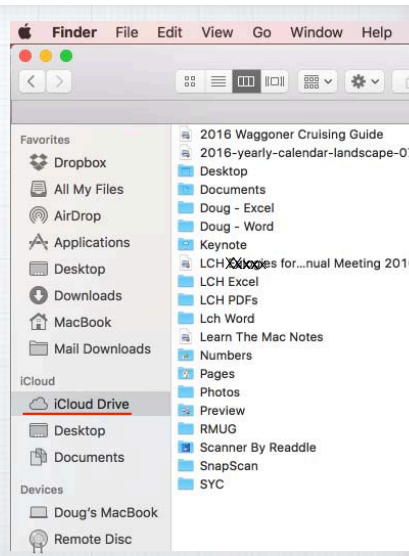 Finder File Edit View Go Window Help
Favorites
Dropbox
All My Files
AirDrop
Applications
Desktop
Downloads
MacBook
Mail Downloads
iCloud
iCloud Drive
Desktop
Documents
Devices
Doug's MacBook
Remote Disc
2016 Waggoner Cruising Guide
2016-yearly-calendar-landscape-07
Desktop
Documents
Doug - Excel
Doug - Word
Keynote
LCH for...nual Meeting 2016
LCH Excel
LCH PDFs
Lch Word
Learn The Mac Notes
Numbers
Pages
Photos
Preview
RMUG
Scanner By Readdle
SnapScan
SYC